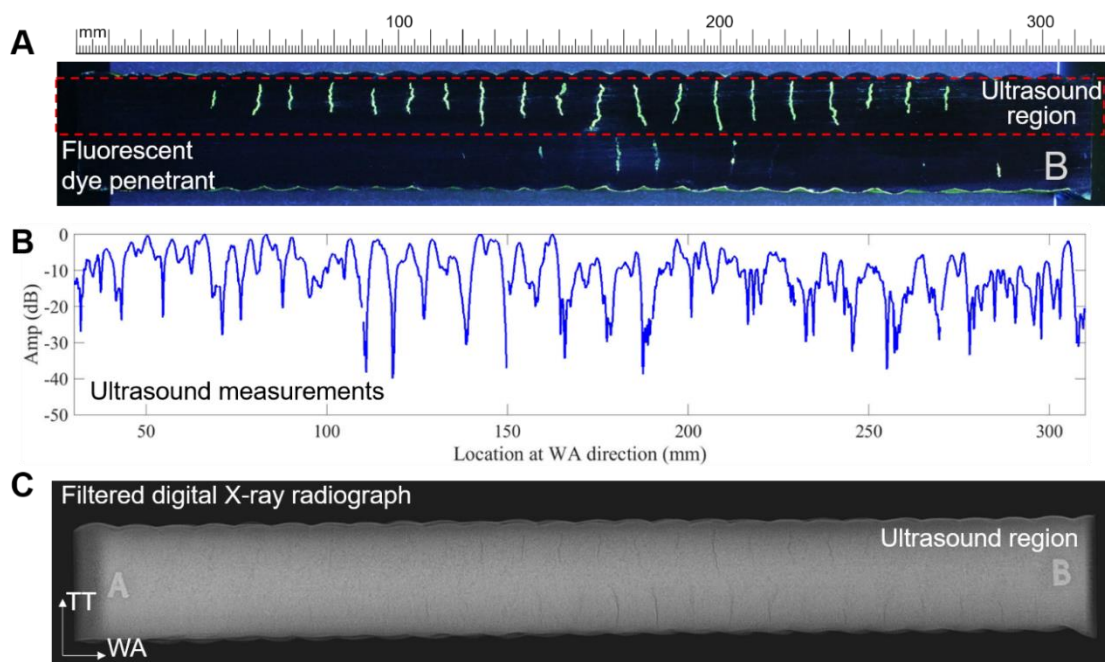 100 200 300
mm
A
Ultrasound
region
Fluorescent
dye penetrant
B
B
0
-10
-20
-30
-40
-50
Amp (dB)
Ultrasound measurements
50 100 150 200 250 300
Location at WA direction (mm)
C
Filtered digital X-ray radiograph
Ultrasound region
A
B
TT
WA